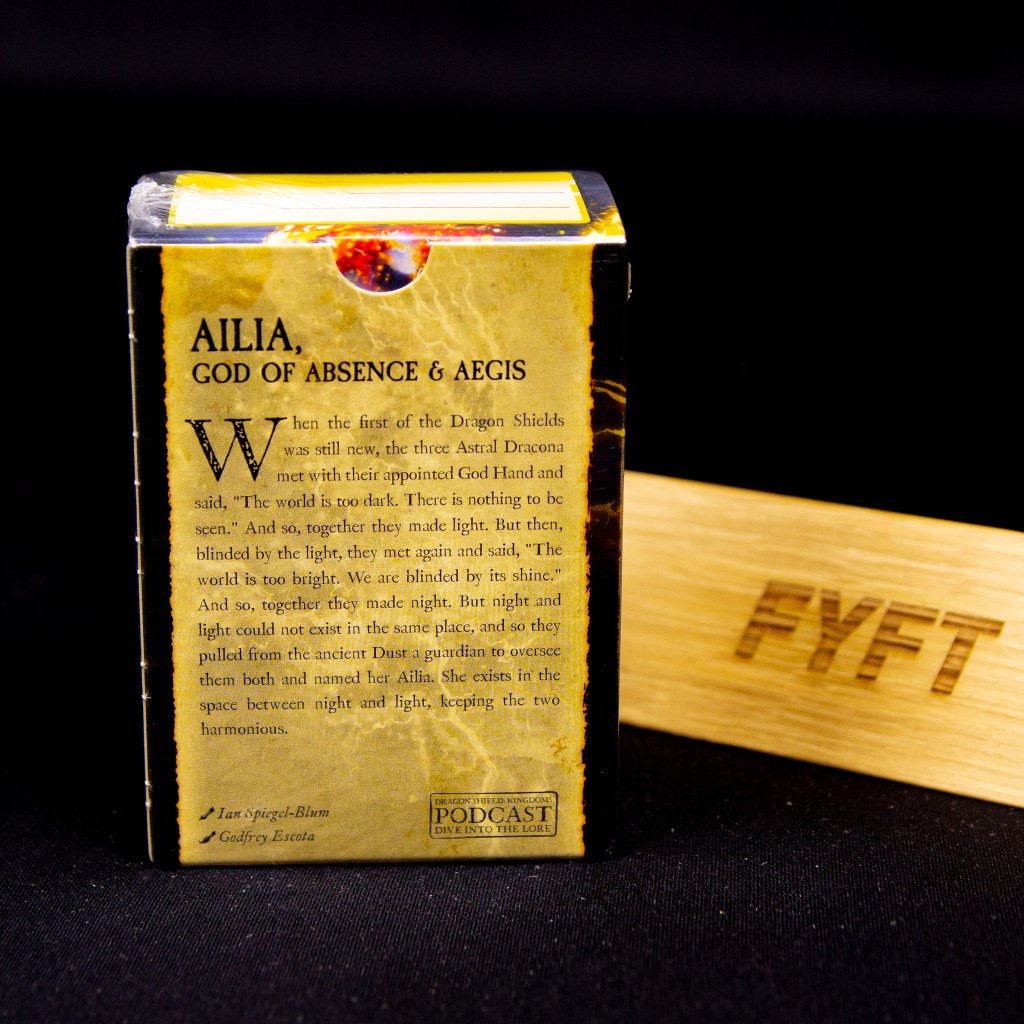 AILIA,
GOD OF ABSENCE & AEGIS
When the first of the Dragon Shields
was still new, the three Astral Dracona
met with their appointed God Hand and
said, "The world is too dark. There is nothing to be
seen." And so, together they made light. But then,
blinded by the light, they met again and said, "The
world is too bright. We are blinded by its shine."
And so, together they made night. But night and
light could not exist in the same place, and so they
pulled from the ancient Dust a guardian to oversee
them both and named her Ailia. She exists in the
space between night and light, keeping the two
harmonious.
Ian Spiegel-Blum
Godfrey Escota
DRAGON SHIELD: KINGDOMS
PODCAST
DIVE INTO THE LORE
FYFT